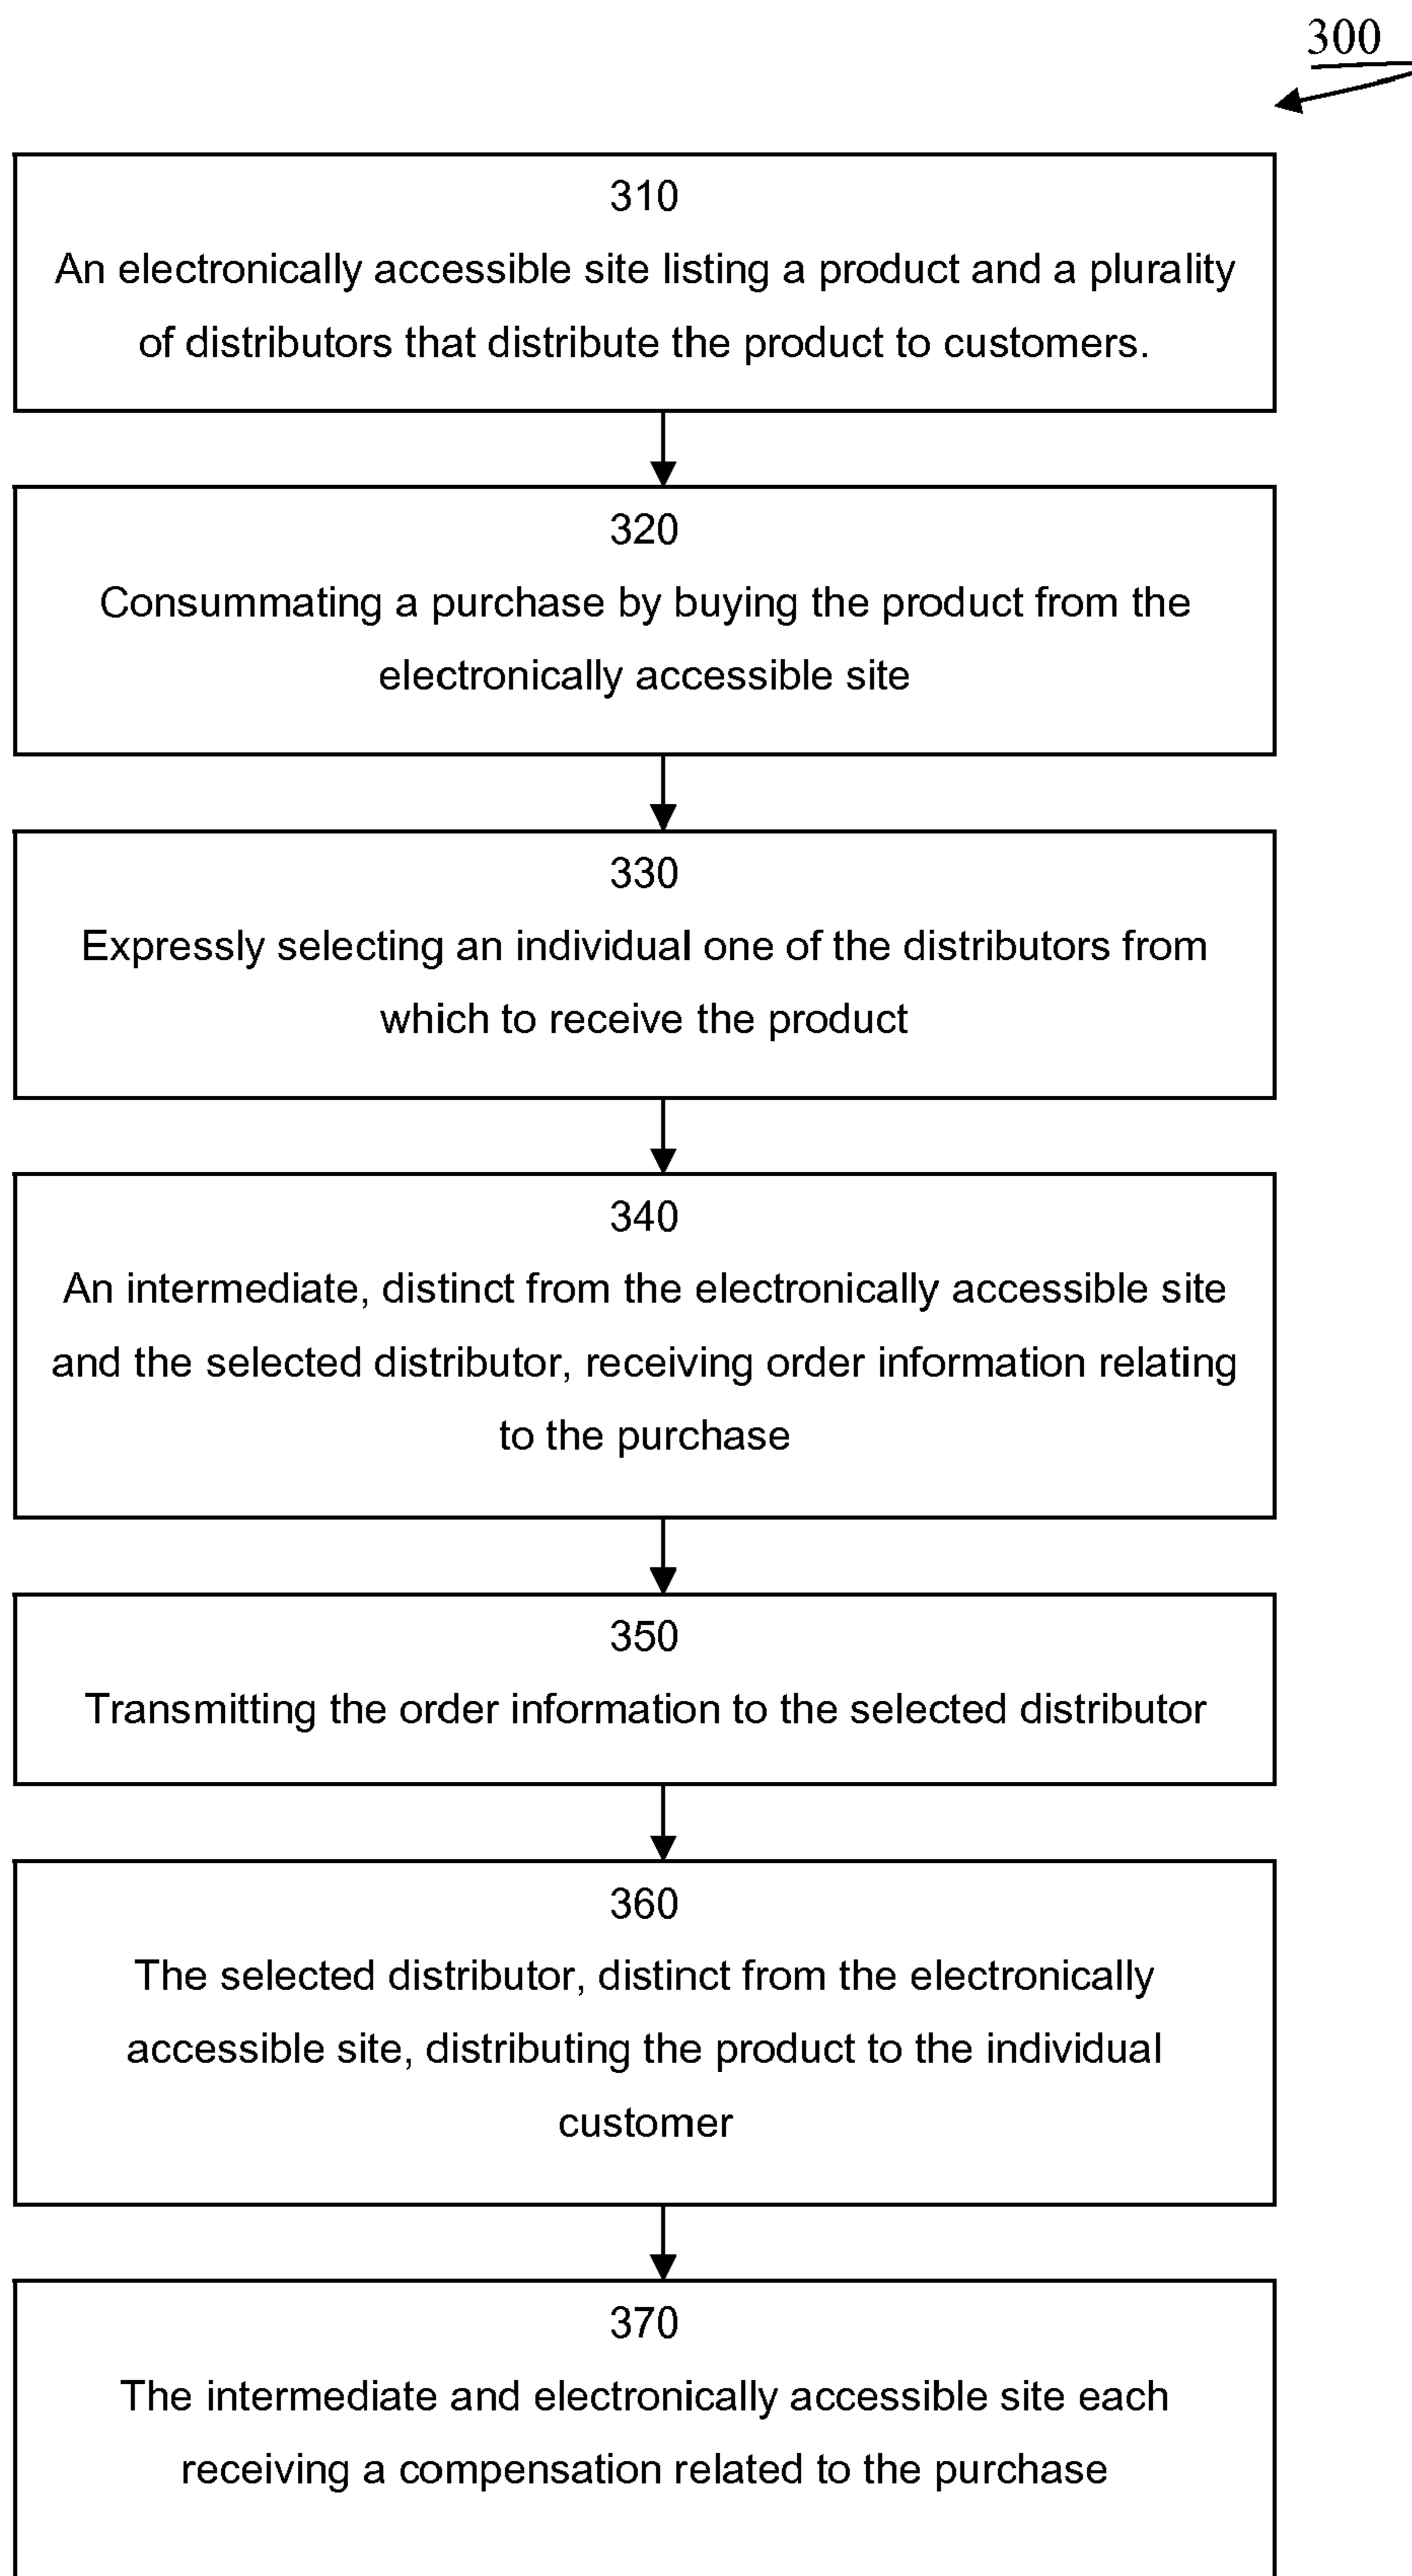 300
310
An electronically accessible site listing a product and a plurality
of distributors that distribute the product to customers.
320
Consummating a purchase by buying the product from the
electronically accessible site
330
Expressly selecting an individual one of the distributors from
which to receive the product
340
An intermediate, distinct from the electronically accessible site
and the selected distributor, receiving order information relating
to the purchase
350
Transmitting the order information to the selected distributor
360
The selected distributor, distinct from the electronically
accessible site, distributing the product to the individual
customer
370
The intermediate and electronically accessible site each
receiving a compensation related to the purchase